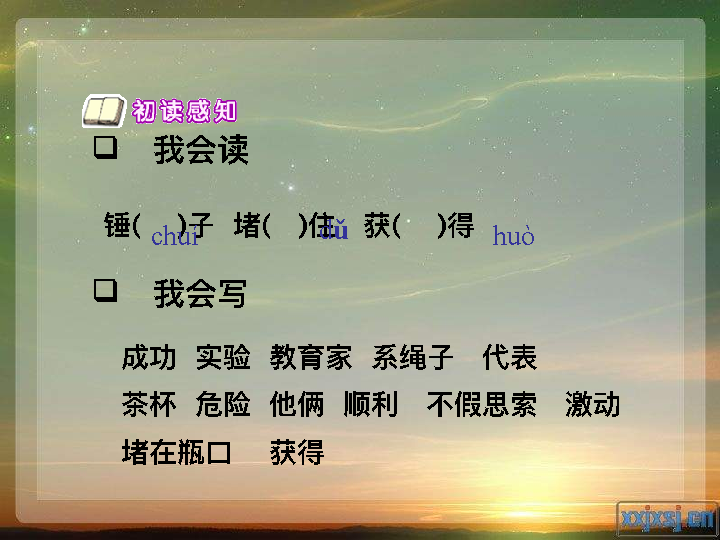 初读感知
我会读
锤( chuí )子 堵( dǔ )住 获( huò )得
我会写
成功 实验 教育家 系绳子 代表
茶杯 危险 他俩 顺利 不假思索 激动
堵在瓶口 获得
xxjxsj.cn